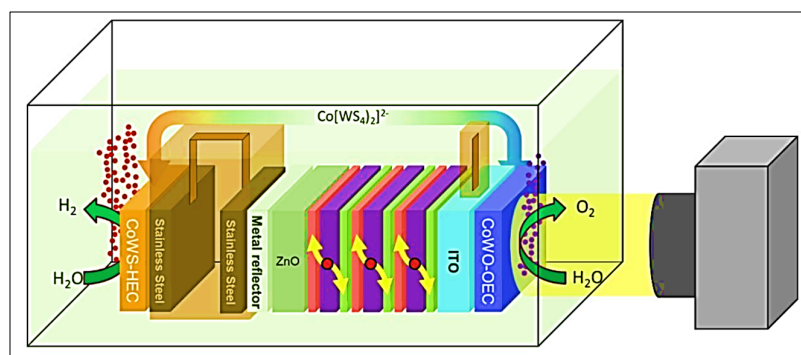 Co[WS₄)₂]²⁻
H₂
H₂O
CoWS-HEC
Stainless Steel
Stainless Steel
Metal reflector
ZnO
ITO
CoWO-OEC
O₂
H₂O